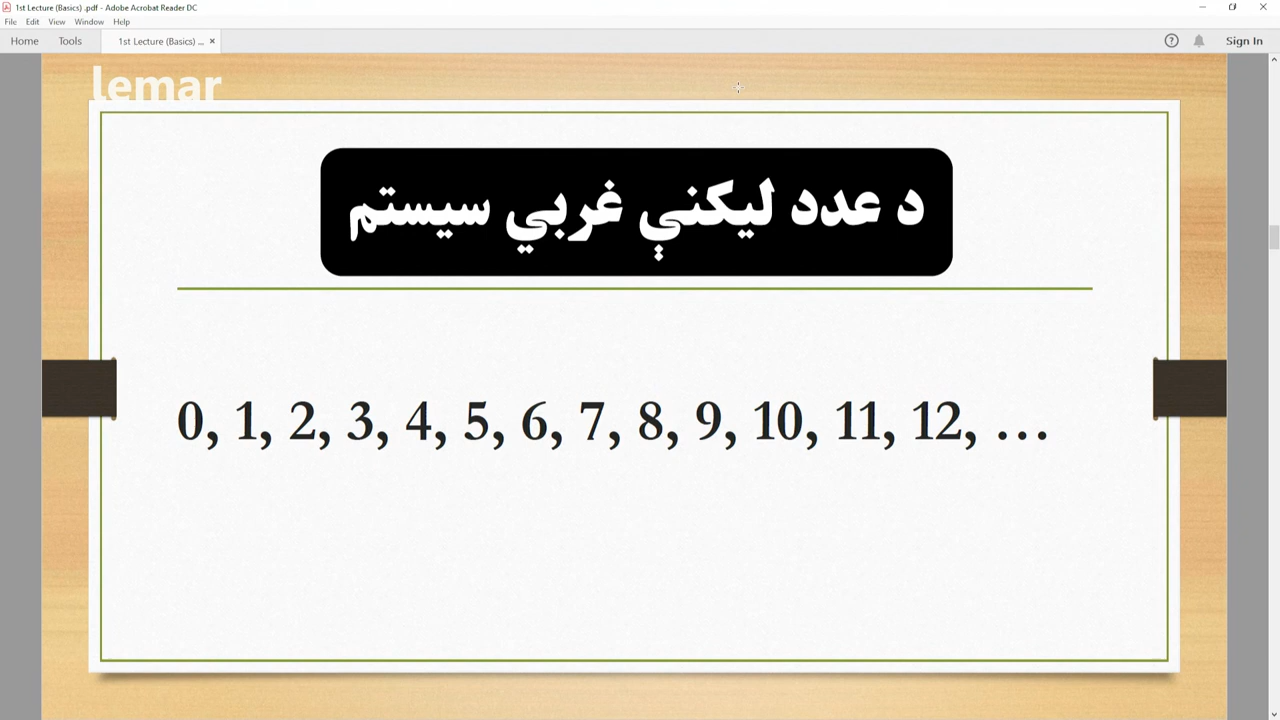 1st Lecture (Basics) .pdf - Adobe Acrobat Reader DC
File Edit View Window Help
Home Tools 1st Lecture (Basics) ... × ? Sign In
lemar
د عدد ليکنې غربي سيستم
0, 1, 2, 3, 4, 5, 6, 7, 8, 9, 10, 11, 12, …